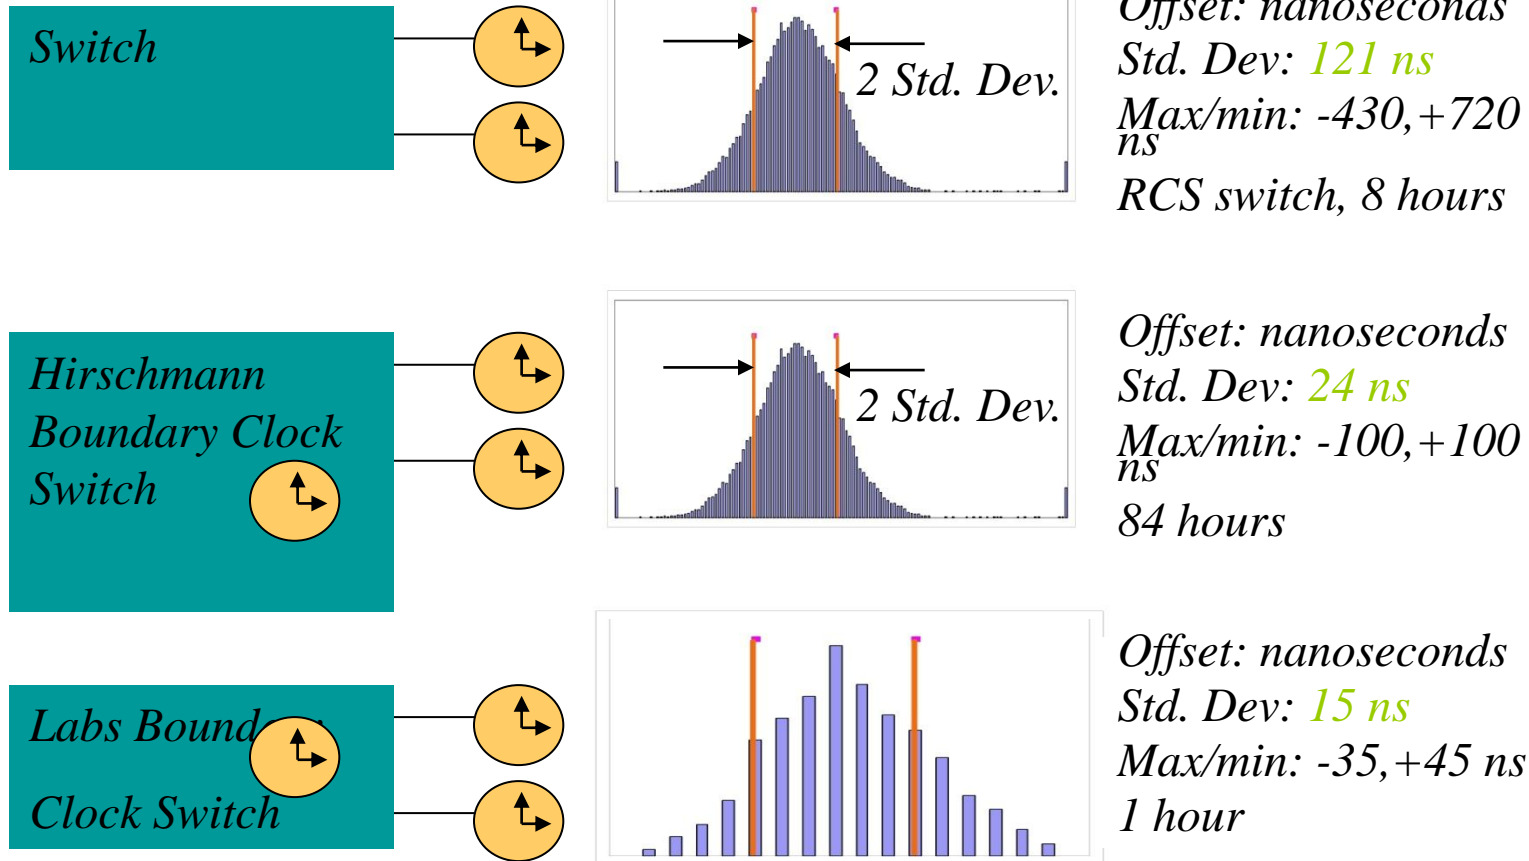 Switch
2 Std. Dev.
Offset: nanoseconds
Std. Dev: 121 ns
Max/min: -430,+720
ns
RCS switch, 8 hours
Hirschmann
Boundary Clock
Switch
2 Std. Dev.
Offset: nanoseconds
Std. Dev: 24 ns
Max/min: -100,+100
ns
84 hours
Labs Boundary
Clock Switch
Offset: nanoseconds
Std. Dev: 15 ns
Max/min: -35,+45 ns
1 hour